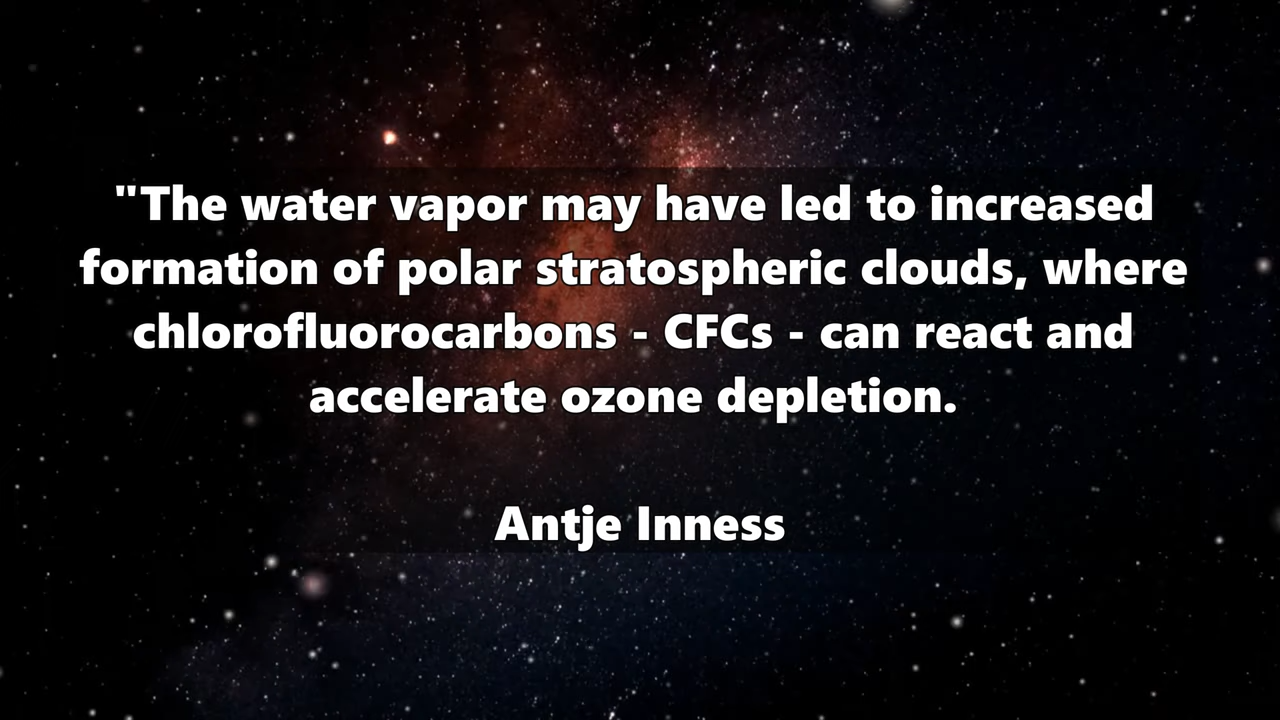 "The water vapor may have led to increased
formation of polar stratospheric clouds, where
chlorofluorocarbons - CFCs - can react and
accelerate ozone depletion.
Antje Inness